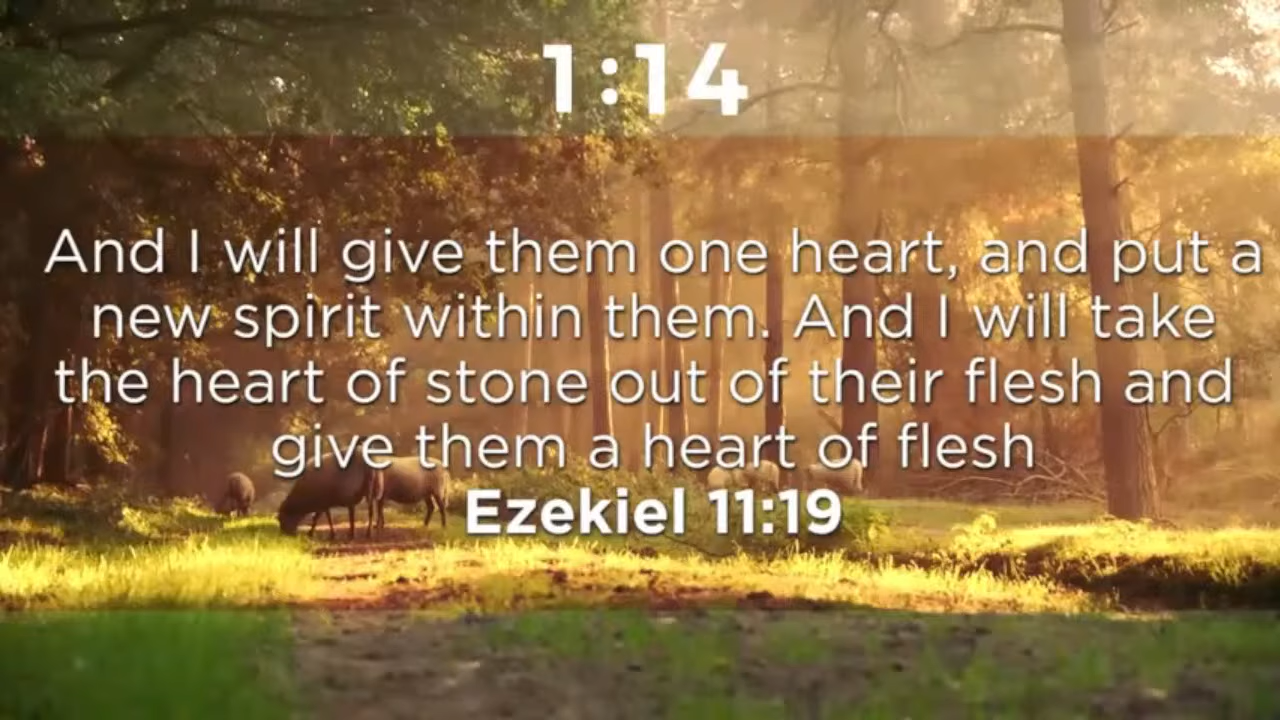 1:14
And I will give them one heart, and put a
new spirit within them. And I will take
the heart of stone out of their flesh and
give them a heart of flesh
Ezekiel 11:19